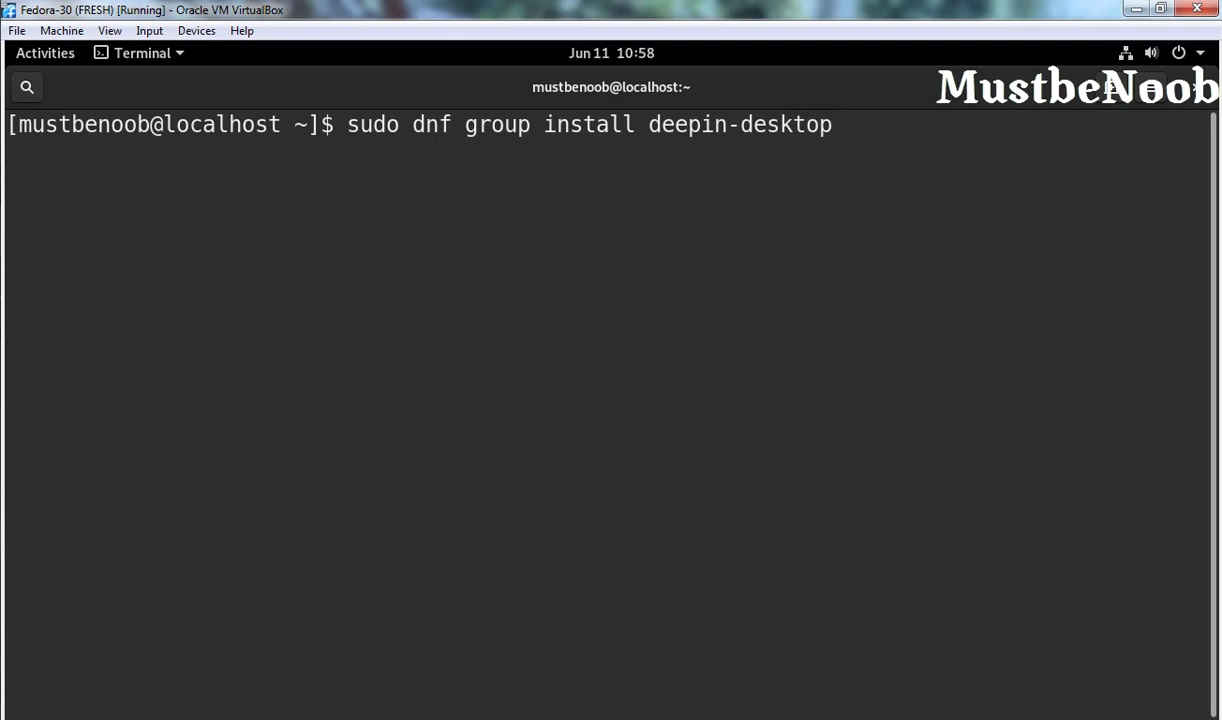 Fedora-30 (FRESH) [Running] - Oracle VM VirtualBox
File Machine View Input Devices Help
Activities Terminal Jun 11 10:58
mustbenoob@localhost:~
MustbeNoob
[mustbenoob@localhost ~]$ sudo dnf group install deepin-desktop